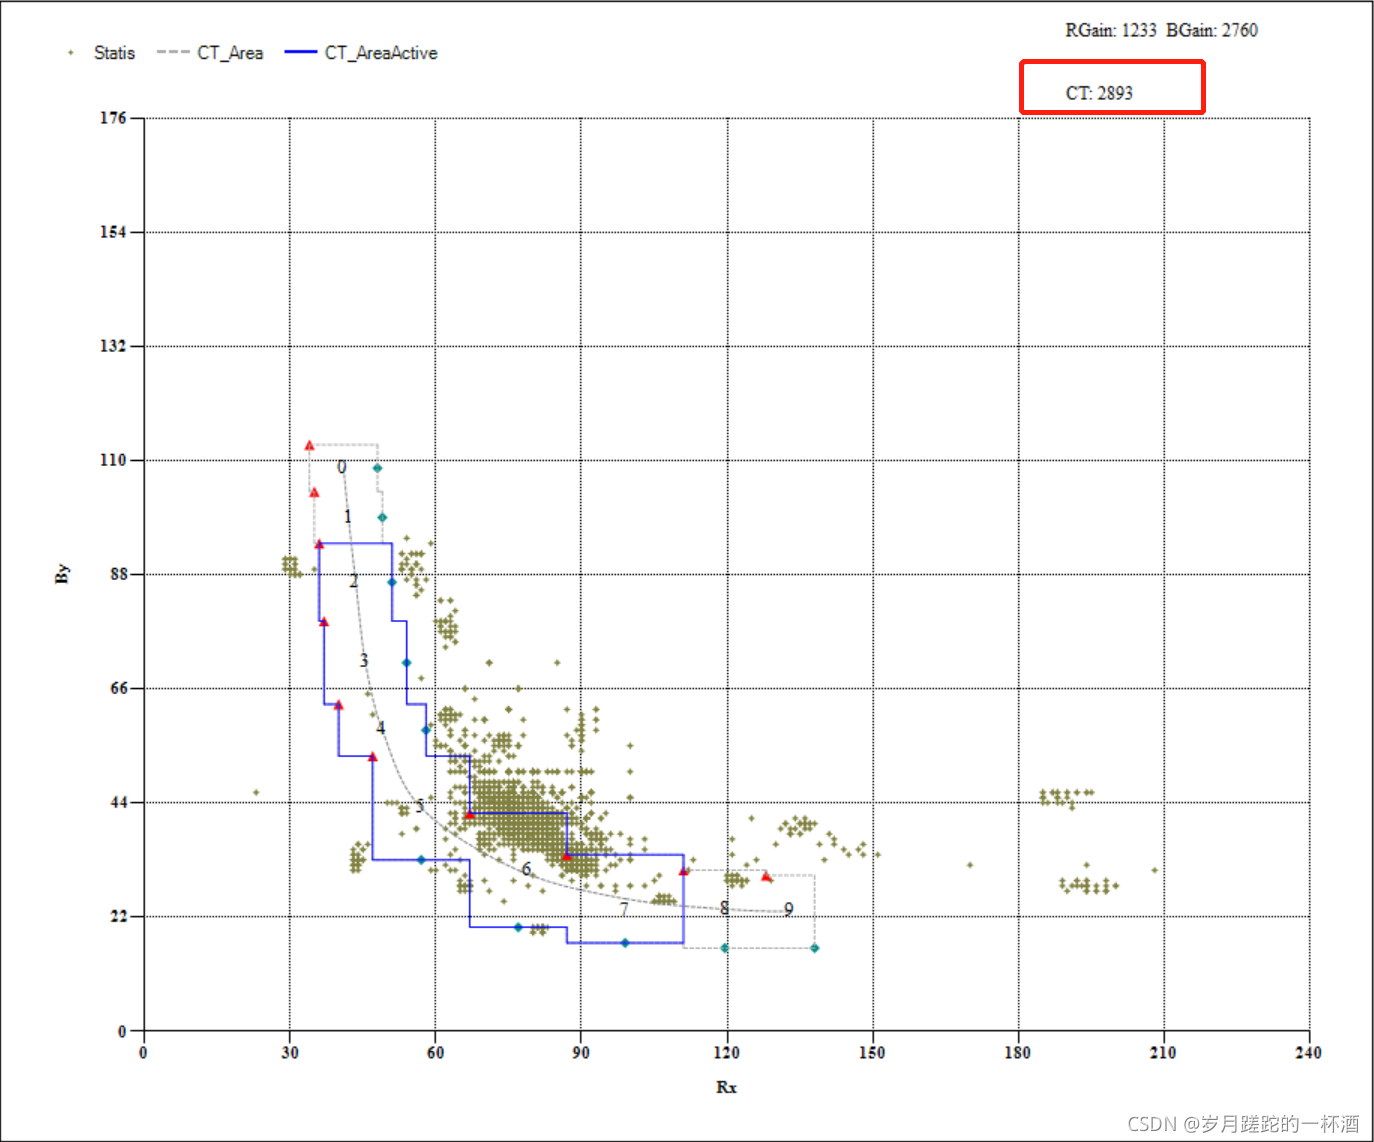 RGain: 1233 BGain: 2760
Statis CT_Area CT_AreaActive
CT: 2893
176
154
132
110
88
66
44
22
0
By
0
1
2
3
4
5
6
7
8
9
0 30 60 90 120 150 180 210 240
Rx
CSDN @岁月蹉跎的一杯酒